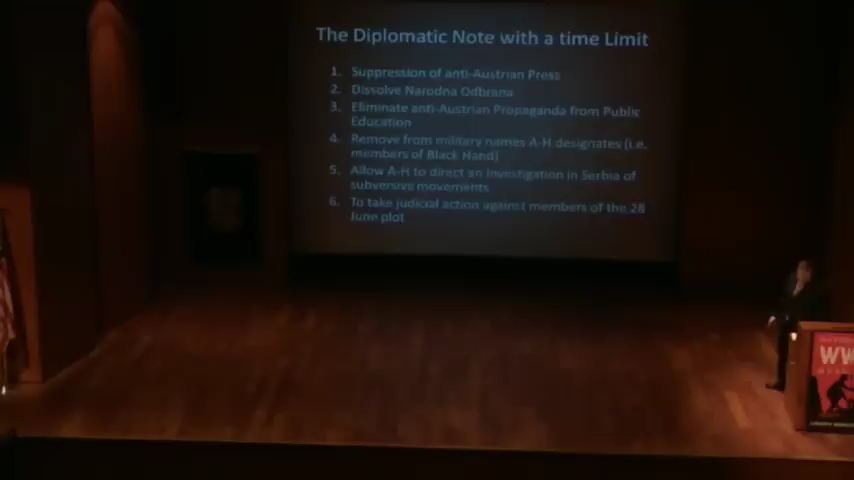 The Diplomatic Note with a time Limit
1. Suppression of anti-Austrian Press
2. Dissolve Narodna Odbrana
3. Eliminate anti-Austrian Propaganda from Public
Education
4. Remove from military names A-H designates (i.e.
members of Black Hand)
5. Allow A-H to direct an investigation in Serbia of
subversive movements
6. To take judicial action against members of the 28
June plot
WW